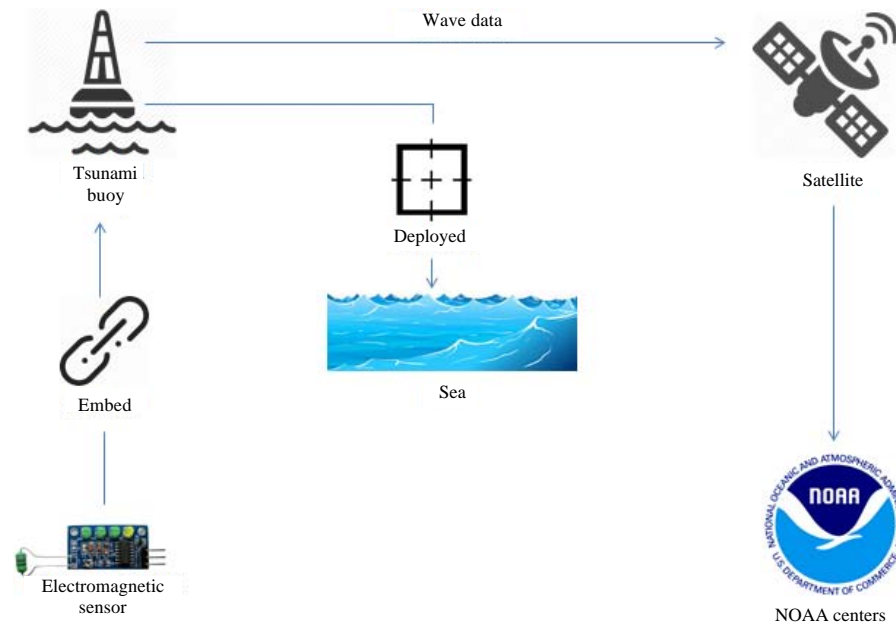 Wave data
Tsunami
buoy
Satellite
Deployed
Embed
Sea
Electromagnetic
sensor
NATIONAL OCEANIC AND ATMOSPHERIC
NOAA
U.S. DEPARTMENT OF COMMERCE
NOAA centers